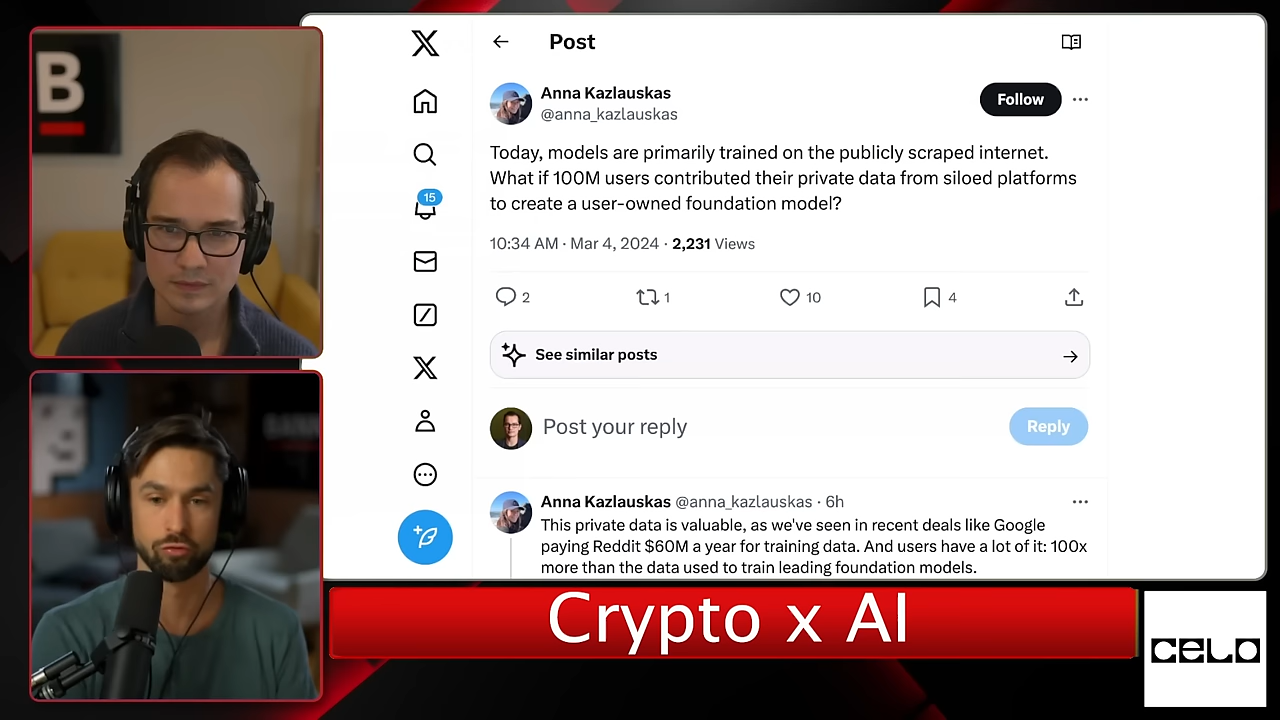 B
Post
Anna Kazlauskas
@anna_kazlauskas
Follow
Today, models are primarily trained on the publicly scraped internet.
What if 100M users contributed their private data from siloed platforms
to create a user-owned foundation model?
15
10:34 AM · Mar 4, 2024 · 2,231 Views
2 1 10 4
See similar posts
Post your reply
Reply
Anna Kazlauskas @anna_kazlauskas · 6h
This private data is valuable, as we've seen in recent deals like Google
paying Reddit $60M a year for training data. And users have a lot of it: 100x
more than the data used to train leading foundation models.
Crypto x AI
CELO